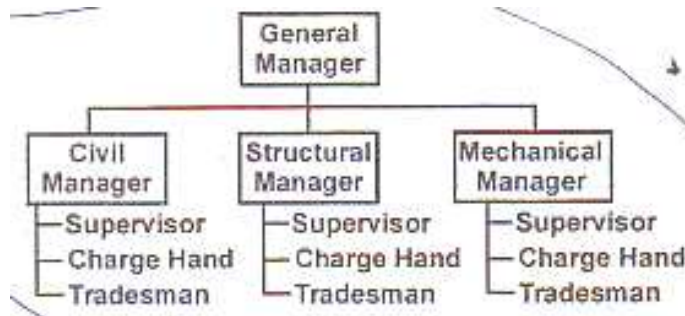 General
Manager
Civil
Manager
Supervisor
Charge Hand
Tradesman
Structural
Manager
Supervisor
Charge Hand
Tradesman
Mechanical
Manager
Supervisor
Charge Hand
Tradesman